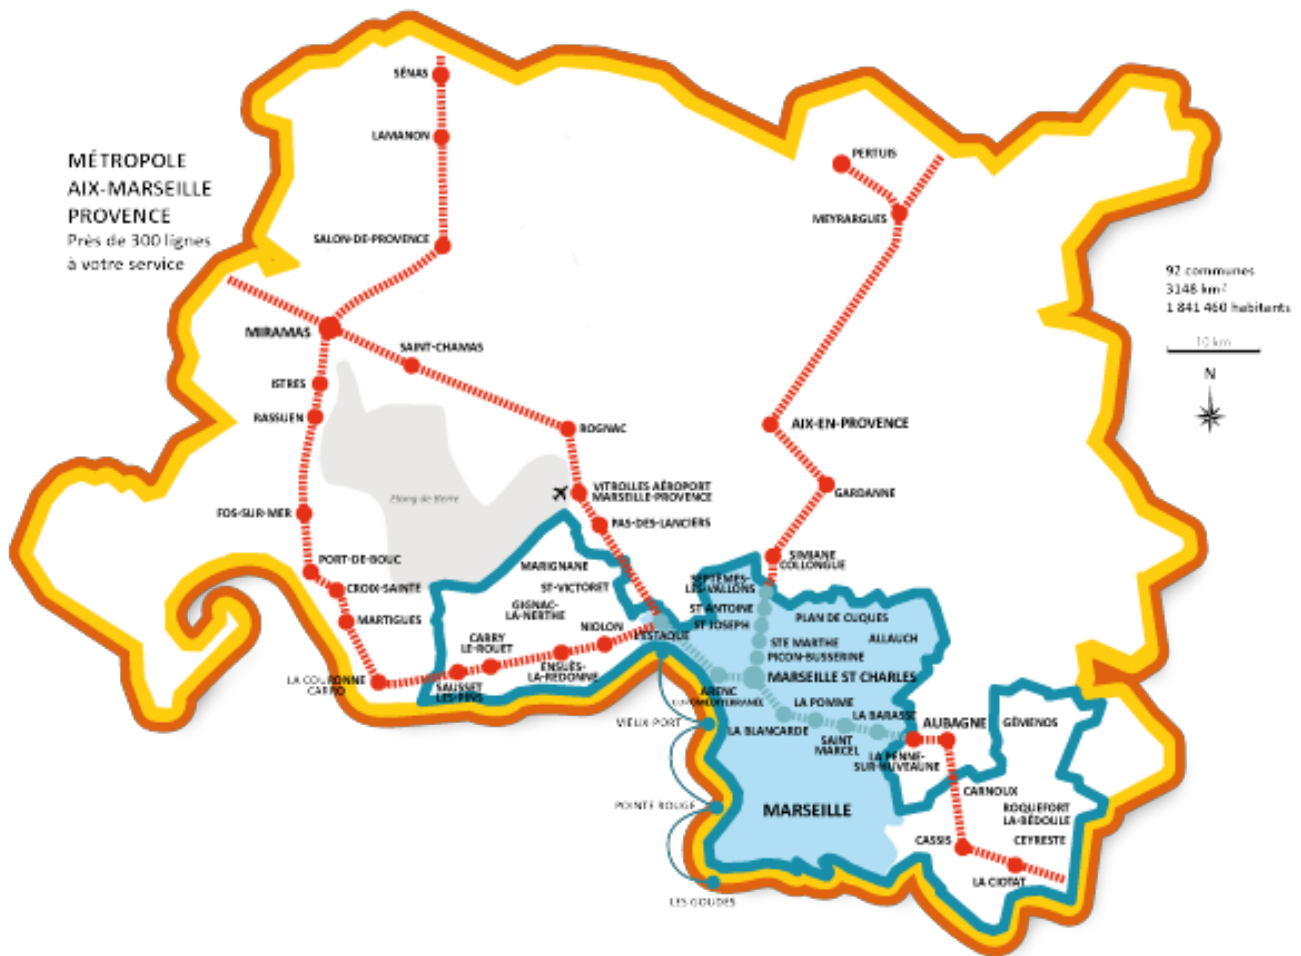 SÉNAS
LAMANON
MÉTROPOLE
AIX-MARSEILLE
PROVENCE
Près de 300 lignes
à votre service
PERTUIS
MEYRARGUES
SALON-DE-PROVENCE
92 communes
3148 km²
1 841 460 habitants
10 km
N
MIRAMAS
SAINT-CHAMAS
ISTRES
RASSUEN
ROGNAC
AIX-EN-PROVENCE
Etang de Berre
VITROLLES AÉROPORT
MARSEILLE-PROVENCE
GARDANNE
FOS-SUR-MER
PAS-DES-LANCIERS
PORT-DE-BOUC
MARIGNANE
SIMIANE
COLLONGUE
CROIX-SAINTE
ST-VICTORET
SEPTÈMES-
LES-VALLONS
GIGNAC-
LA-NERTHE
ST ANTOINE
MARTIGUES
NIOLON
L'ESTAQUE
ST JOSEPH
PLAN DE CUQUES
ALLAUCH
CARRY
LE-ROUET
STE MARTHE
PICON-BUSSERINE
ENSUÈS-
LA-REDONNE
MARSEILLE ST CHARLES
LA COURONNE
CARRO
SAUSSET
LES-PINS
ARENC
EUROMÉDITERRANÉE
LA POMME
LA BARASSE
VIEUX-PORT
LA BLANCARDE
SAINT
MARCEL
AUBAGNE
GÉMENOS
LA PENNE-
SUR-HUVEAUNE
CARNOUX
POINTE ROUGE
MARSEILLE
ROQUEFORT
LA-BÉDOULE
CASSIS
CEYRESTE
LA CIOTAT
LES GOUDES